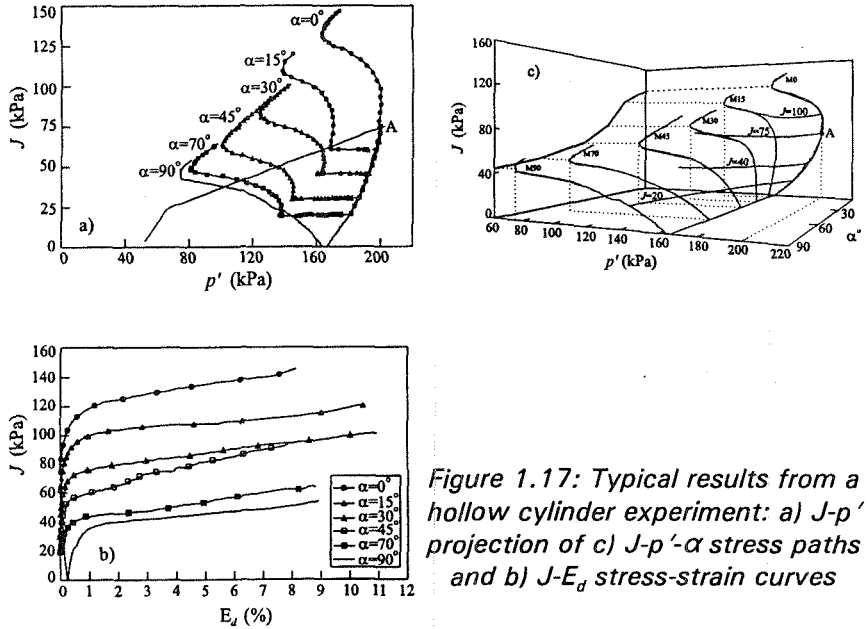 150
125
100
75
50
25
0
J (kPa)
α=0°
α=15°
α=30°
α=45°
α=70°
α=90°
A
a)
0 40 80 120 160 200
p' (kPa)
160
120
80
40
0
J (kPa)
c)
M0
M15
M30
M45
M70
M90
J=100
J=75
J=40
J=20
A
60 80 100 120 140 160 180 200 220
p' (kPa)
30
60
90
α°
160
140
120
100
80
60
40
20
0
J (kPa)
b)
α=0°
α=15°
α=30°
α=45°
α=70°
α=90°
0 1 2 3 4 5 6 7 8 9 10 11 12
E_d (%)
Figure 1.17: Typical results from a
hollow cylinder experiment: a) J-p'
projection of c) J-p'-α stress paths
and b) J-E_d stress-strain curves